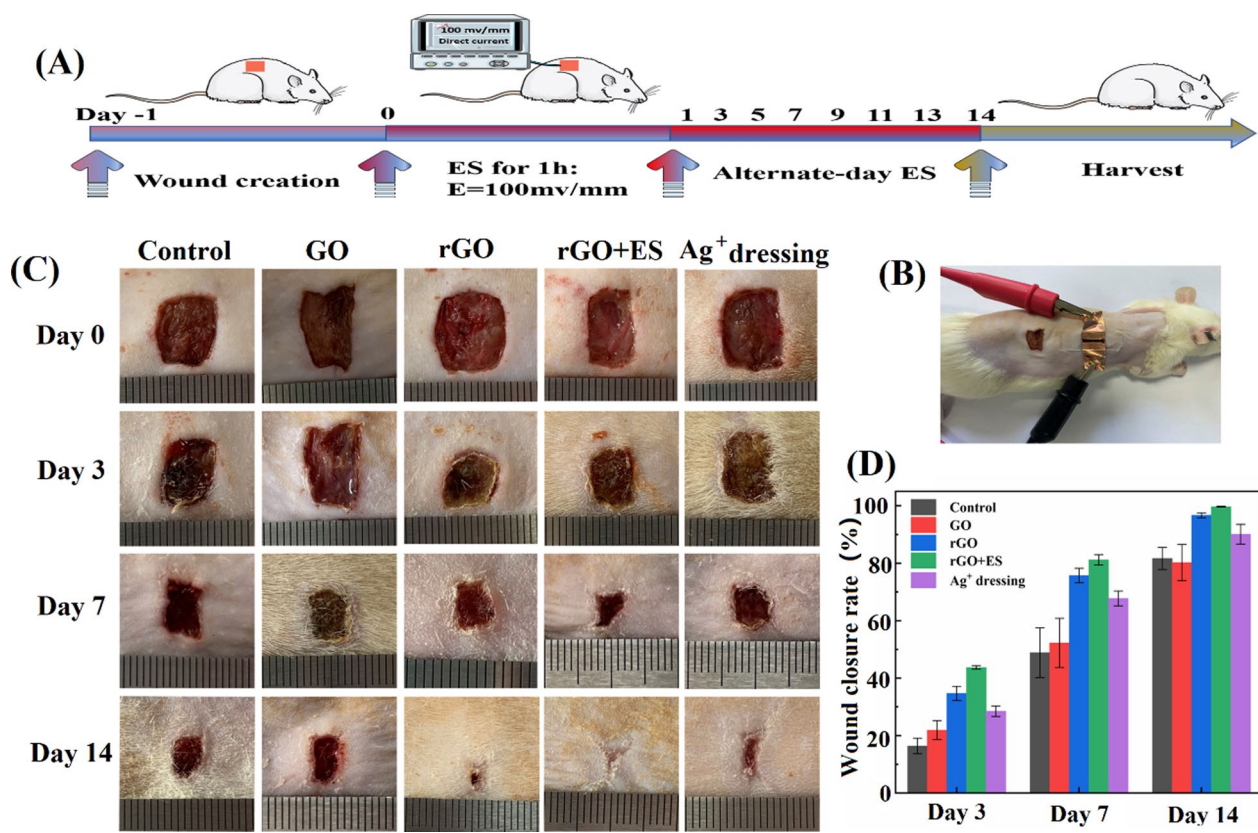 (A)
100 mv/mm
Direct current
Day -1
0
1 3 5 7 9 11 13 14
Wound creation
ES for 1h:
E=100mv/mm
Alternate-day ES
Harvest
(C)
Control GO rGO rGO+ES Ag⁺ dressing
Day 0
Day 3
Day 7
Day 14
(B)
(D)
Wound closure rate (%)
100
80
60
40
20
0
Control
GO
rGO
rGO+ES
Ag⁺ dressing
Day 3 Day 7 Day 14